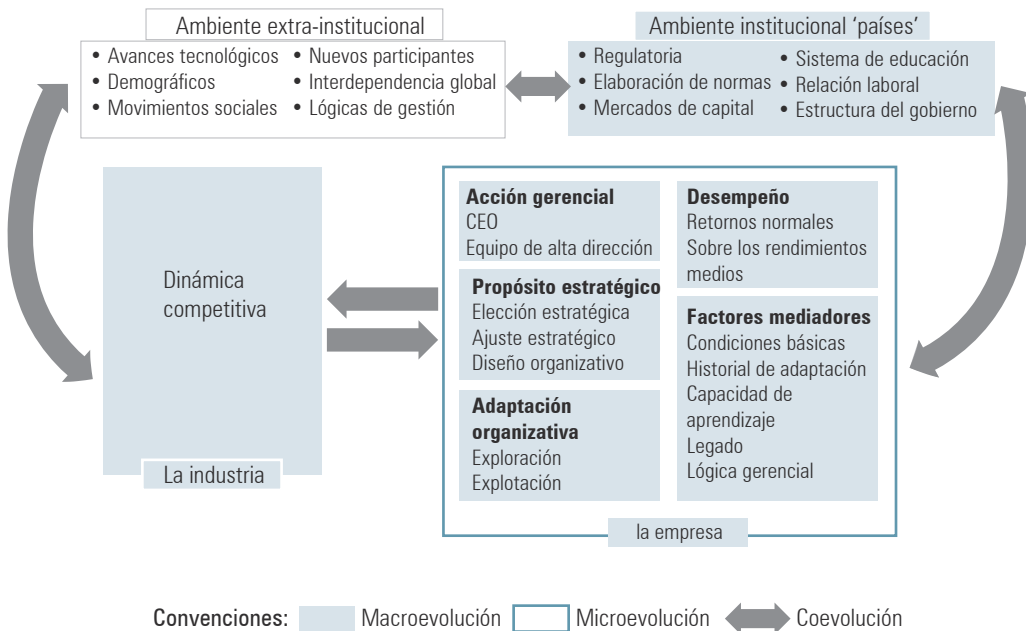 Ambiente extra-institucional
• Avances tecnológicos
• Demográficos
• Movimientos sociales
• Nuevos participantes
• Interdependencia global
• Lógicas de gestión
Ambiente institucional ‘países’
• Regulatoria
• Elaboración de normas
• Mercados de capital
• Sistema de educación
• Relación laboral
• Estructura del gobierno
Dinámica
competitiva
La industria
Acción gerencial
CEO
Equipo de alta dirección
Propósito estratégico
Elección estratégica
Ajuste estratégico
Diseño organizativo
Adaptación
organizativa
Exploración
Explotación
Desempeño
Retornos normales
Sobre los rendimientos
medios
Factores mediadores
Condiciones básicas
Historial de adaptación
Capacidad de
aprendizaje
Legado
Lógica gerencial
la empresa
Convenciones: Macroevolución Microevolución Coevolución